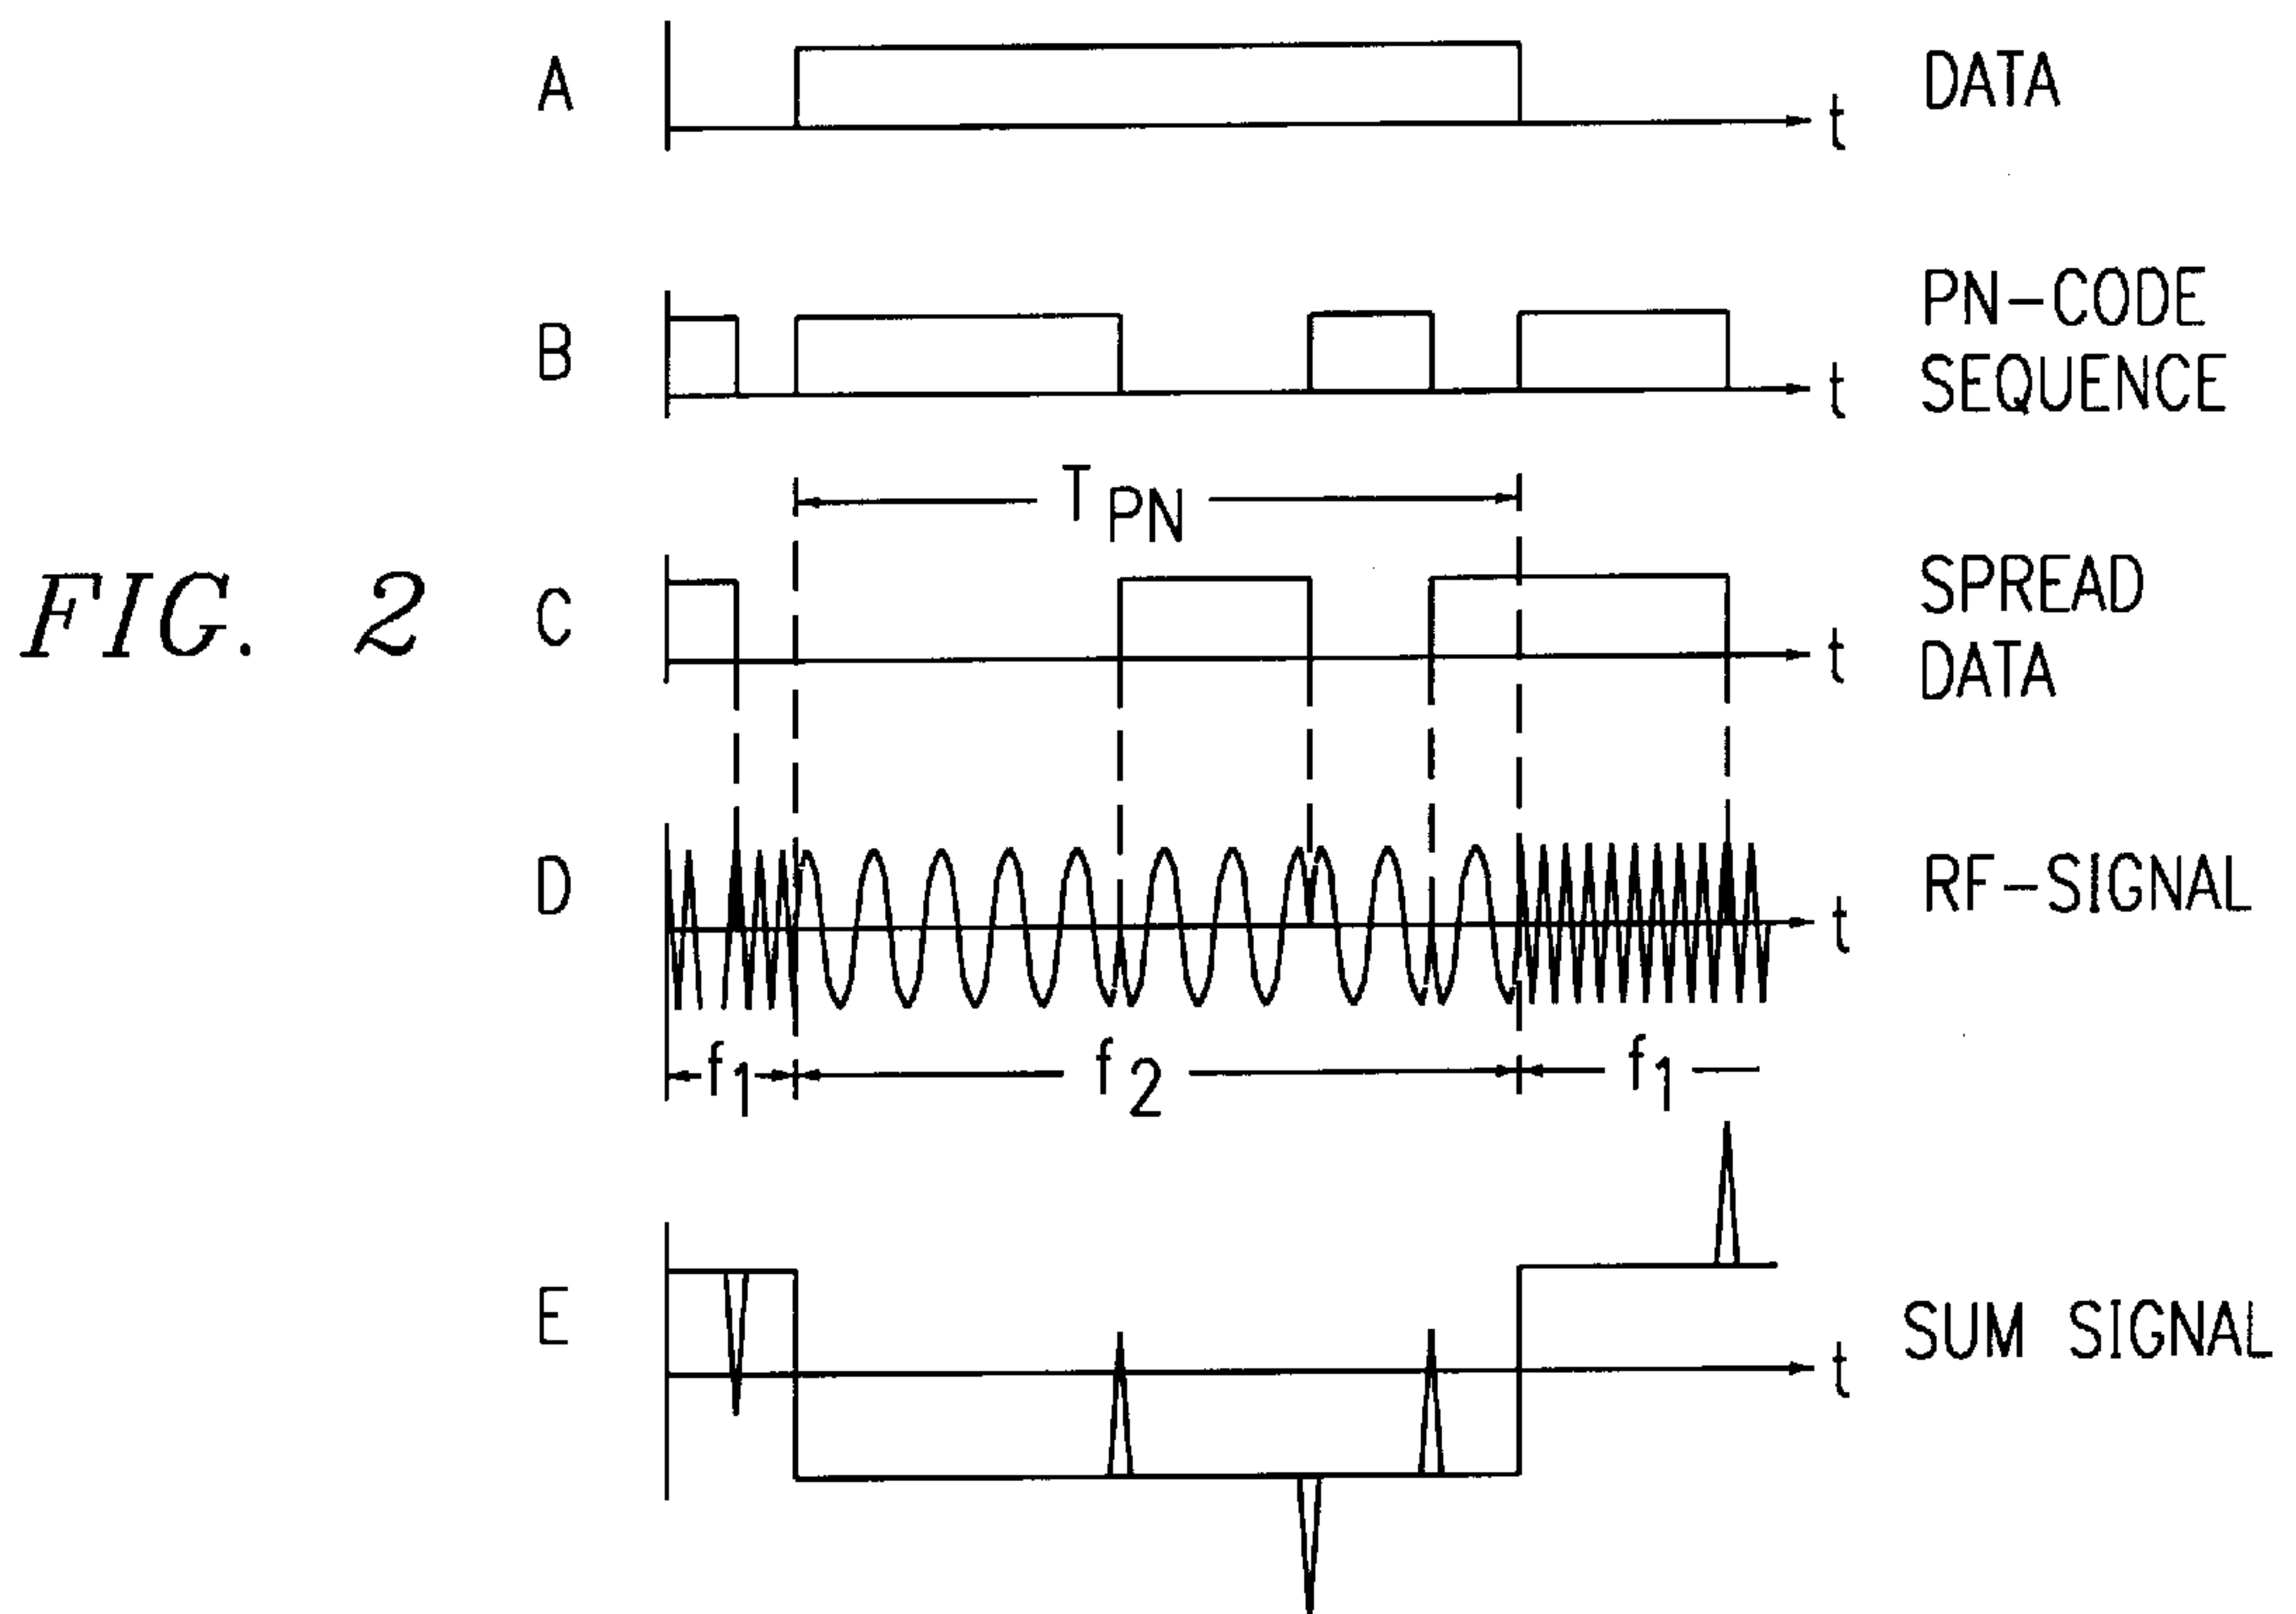 A
t
DATA
B
t
PN-CODE
SEQUENCE
T PN
FIG. 2
C
t
SPREAD
DATA
D
t
RF-SIGNAL
f1
f2
f1
E
t
SUM SIGNAL